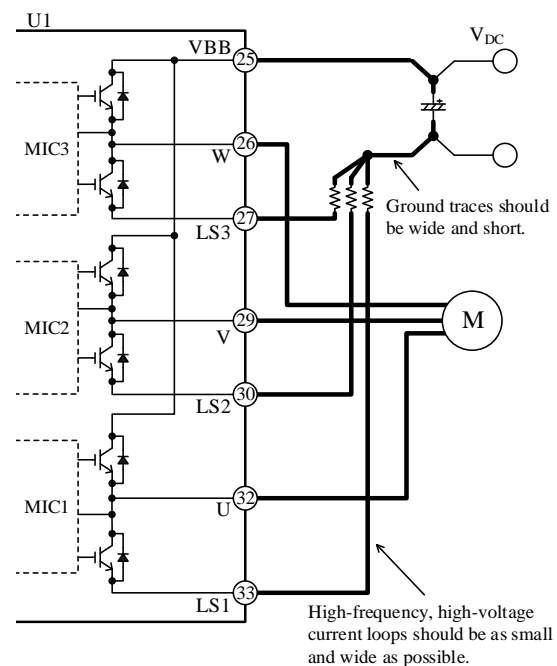 U1
VBB
25
V_DC
MIC3
26
W
27
LS3
Ground traces should
be wide and short.
MIC2
29
V
M
30
LS2
MIC1
32
U
33
LS1
High-frequency, high-voltage
current loops should be as small
and wide as possible.